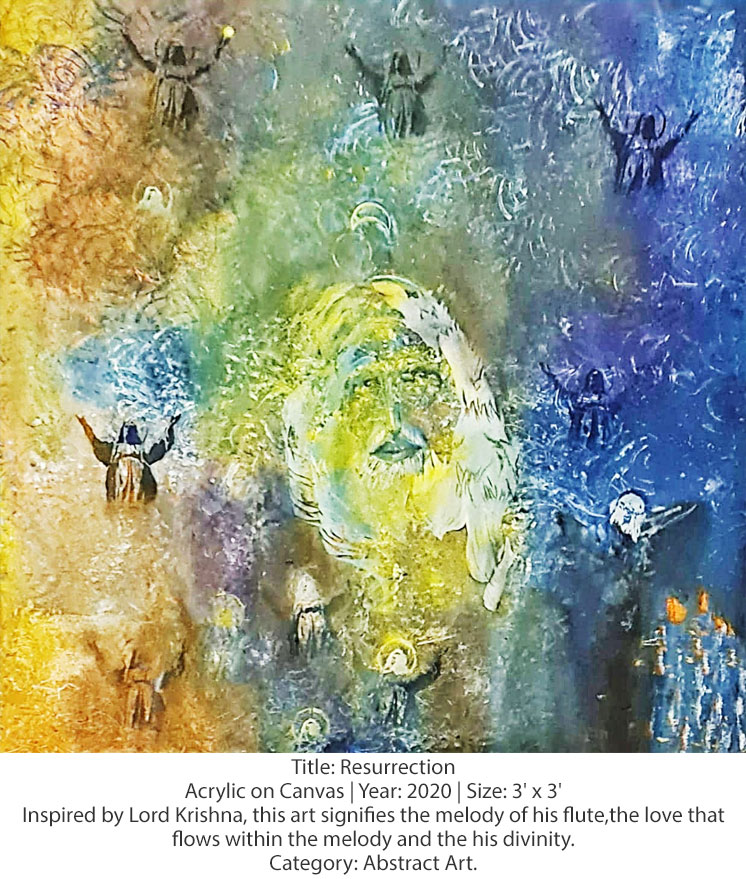 Title: Resurrection
Acrylic on Canvas | Year: 2020 | Size: 3' x 3'
Inspired by Lord Krishna, this art signifies the melody of his flute,the love that
flows within the melody and the his divinity.
Category: Abstract Art.